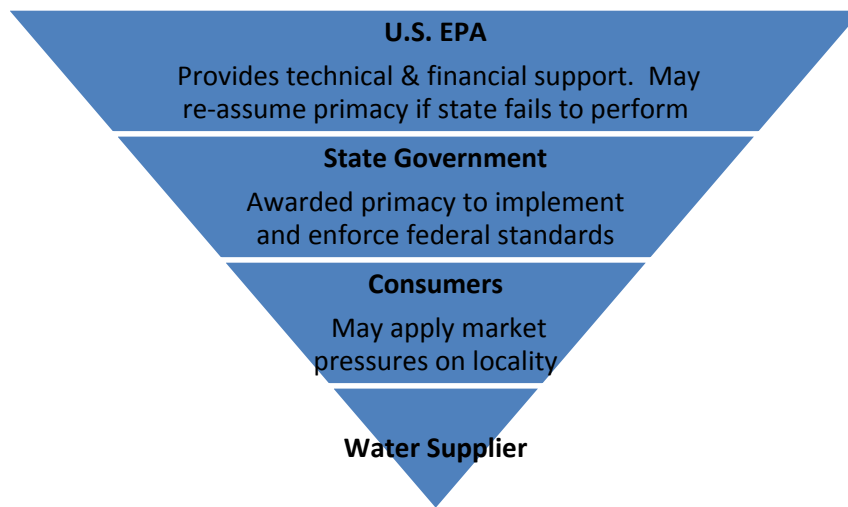 U.S. EPA
Provides technical & financial support. May
re-assume primacy if state fails to perform
State Government
Awarded primacy to implement
and enforce federal standards
Consumers
May apply market
pressures on locality
Water Supplier